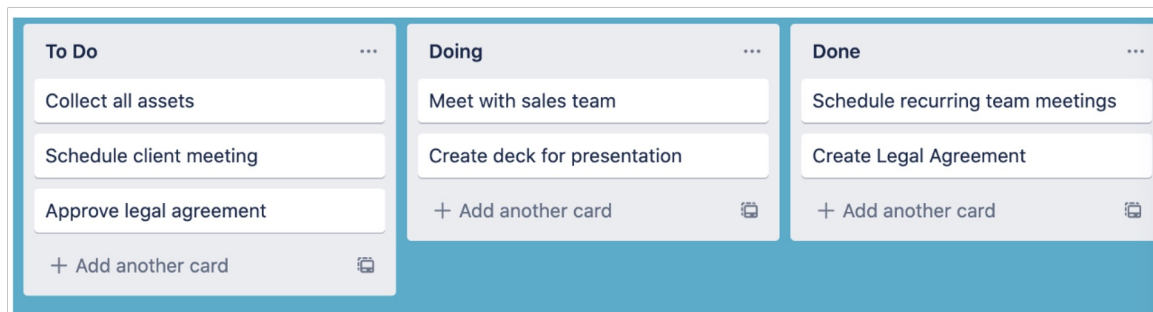 To Do
Collect all assets
Schedule client meeting
Approve legal agreement
Add another card
Doing
Meet with sales team
Create deck for presentation
Add another card
Done
Schedule recurring team meetings
Create Legal Agreement
Add another card